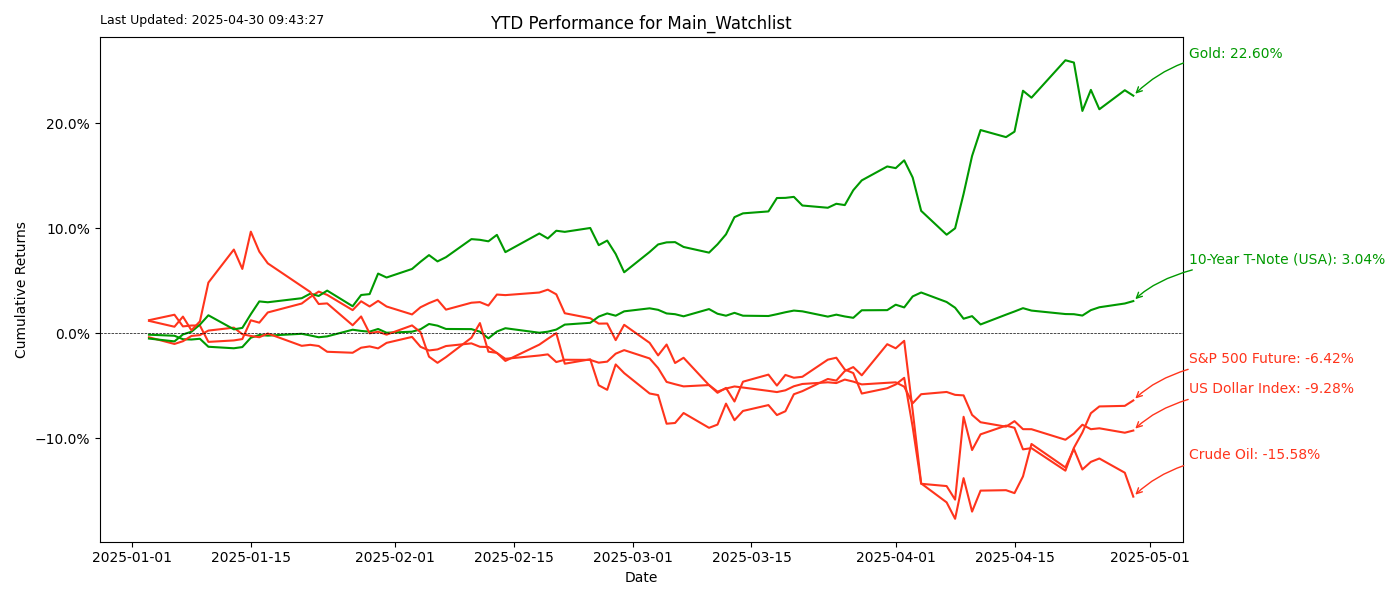 Last Updated: 2025-04-30 09:43:27
YTD Performance for Main_Watchlist
Gold: 22.60%
10-Year T-Note (USA): 3.04%
S&P 500 Future: -6.42%
US Dollar Index: -9.28%
Crude Oil: -15.58%
Cumulative Returns
20.0%
10.0%
0.0%
−10.0%
2025-01-01
2025-01-15
2025-02-01
2025-02-15
2025-03-01
2025-03-15
2025-04-01
2025-04-15
2025-05-01
Date